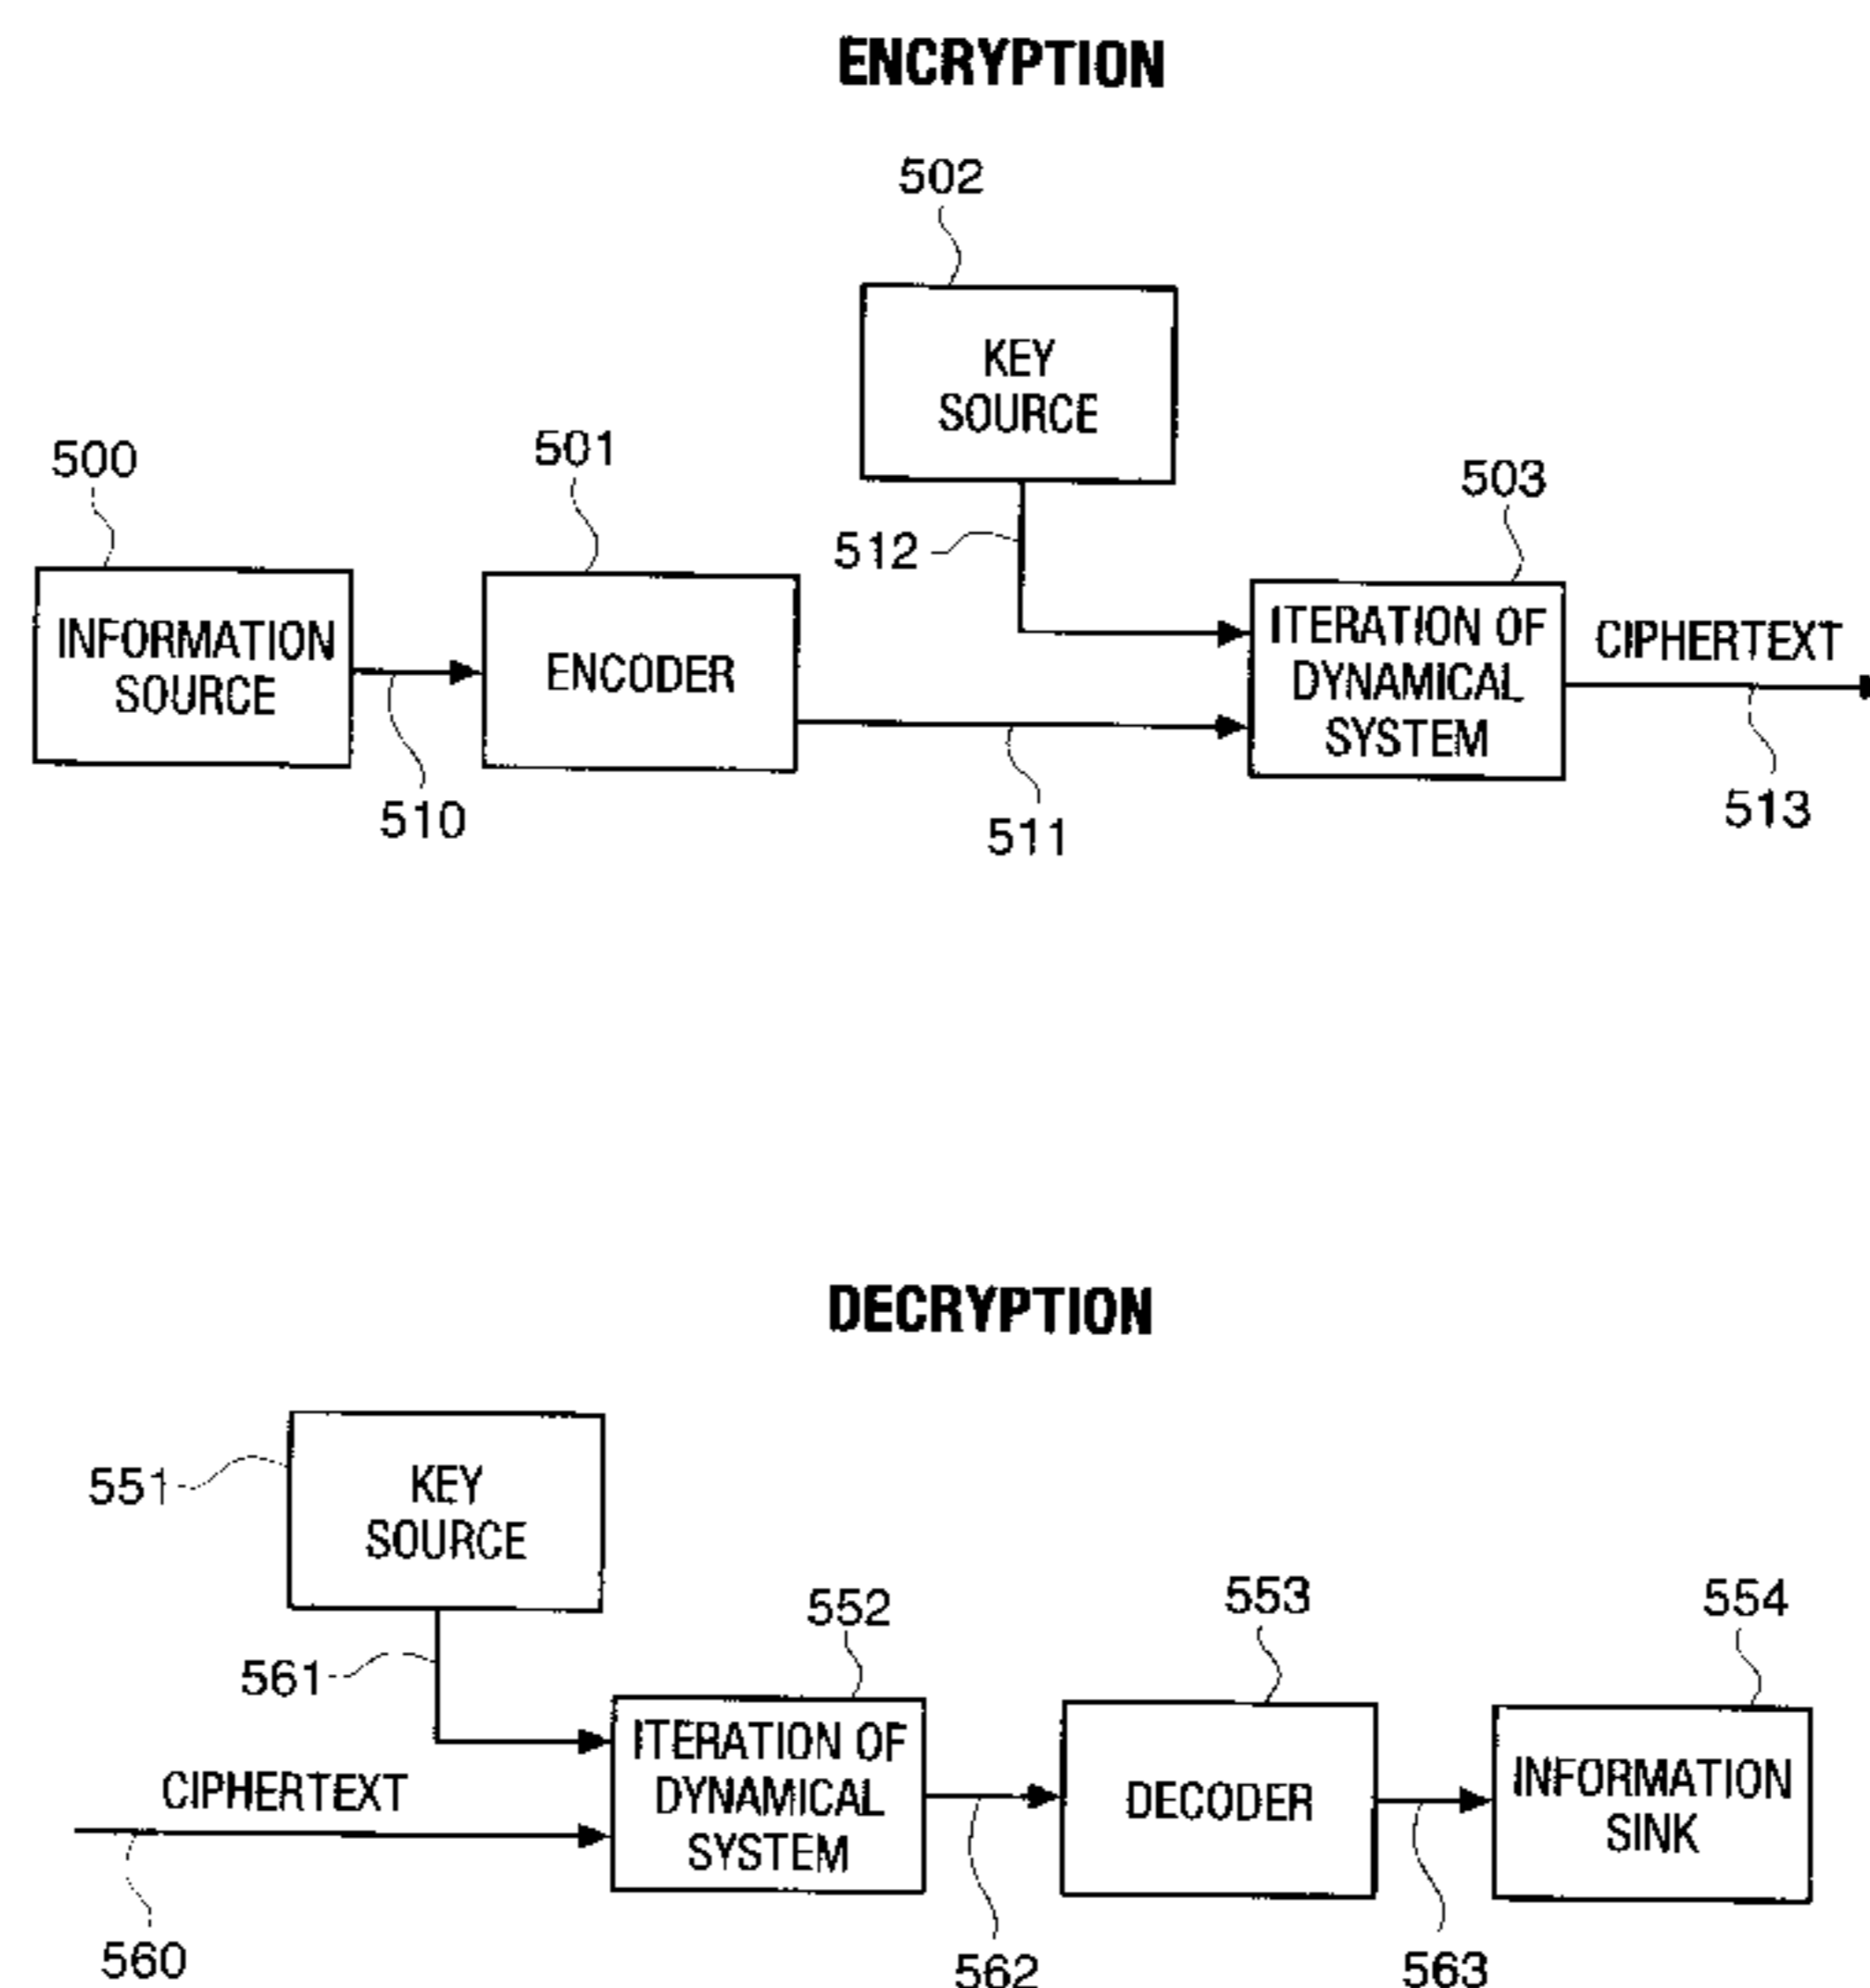 ENCRYPTION
502
KEY
SOURCE
500
501
503
512
INFORMATION
SOURCE
ENCODER
ITERATION OF
DYNAMICAL
SYSTEM
CIPHERTEXT
510
511
513
DECRYPTION
551
KEY
SOURCE
552
553
554
561
ITERATION OF
DYNAMICAL
SYSTEM
CIPHERTEXT
DECODER
INFORMATION
SINK
560
562
563